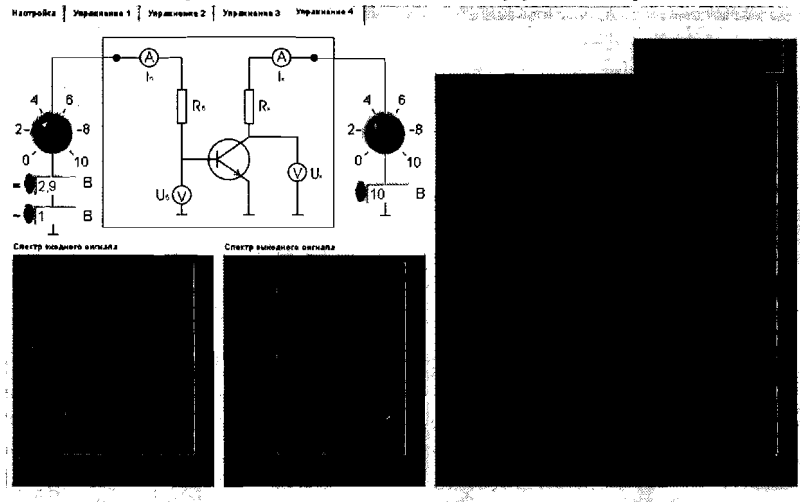 Настройка Упражнение 1 Упражнение 2 Упражнение 3 Упражнение 4
A A
Iк
4 6 Rб Rк 4 6
2 8 2 8
0 10 0 10
= 2,9 В Uб V V Uк 10 В
~ 1 В
Спектр входного сигнала Спектр выходного сигнала